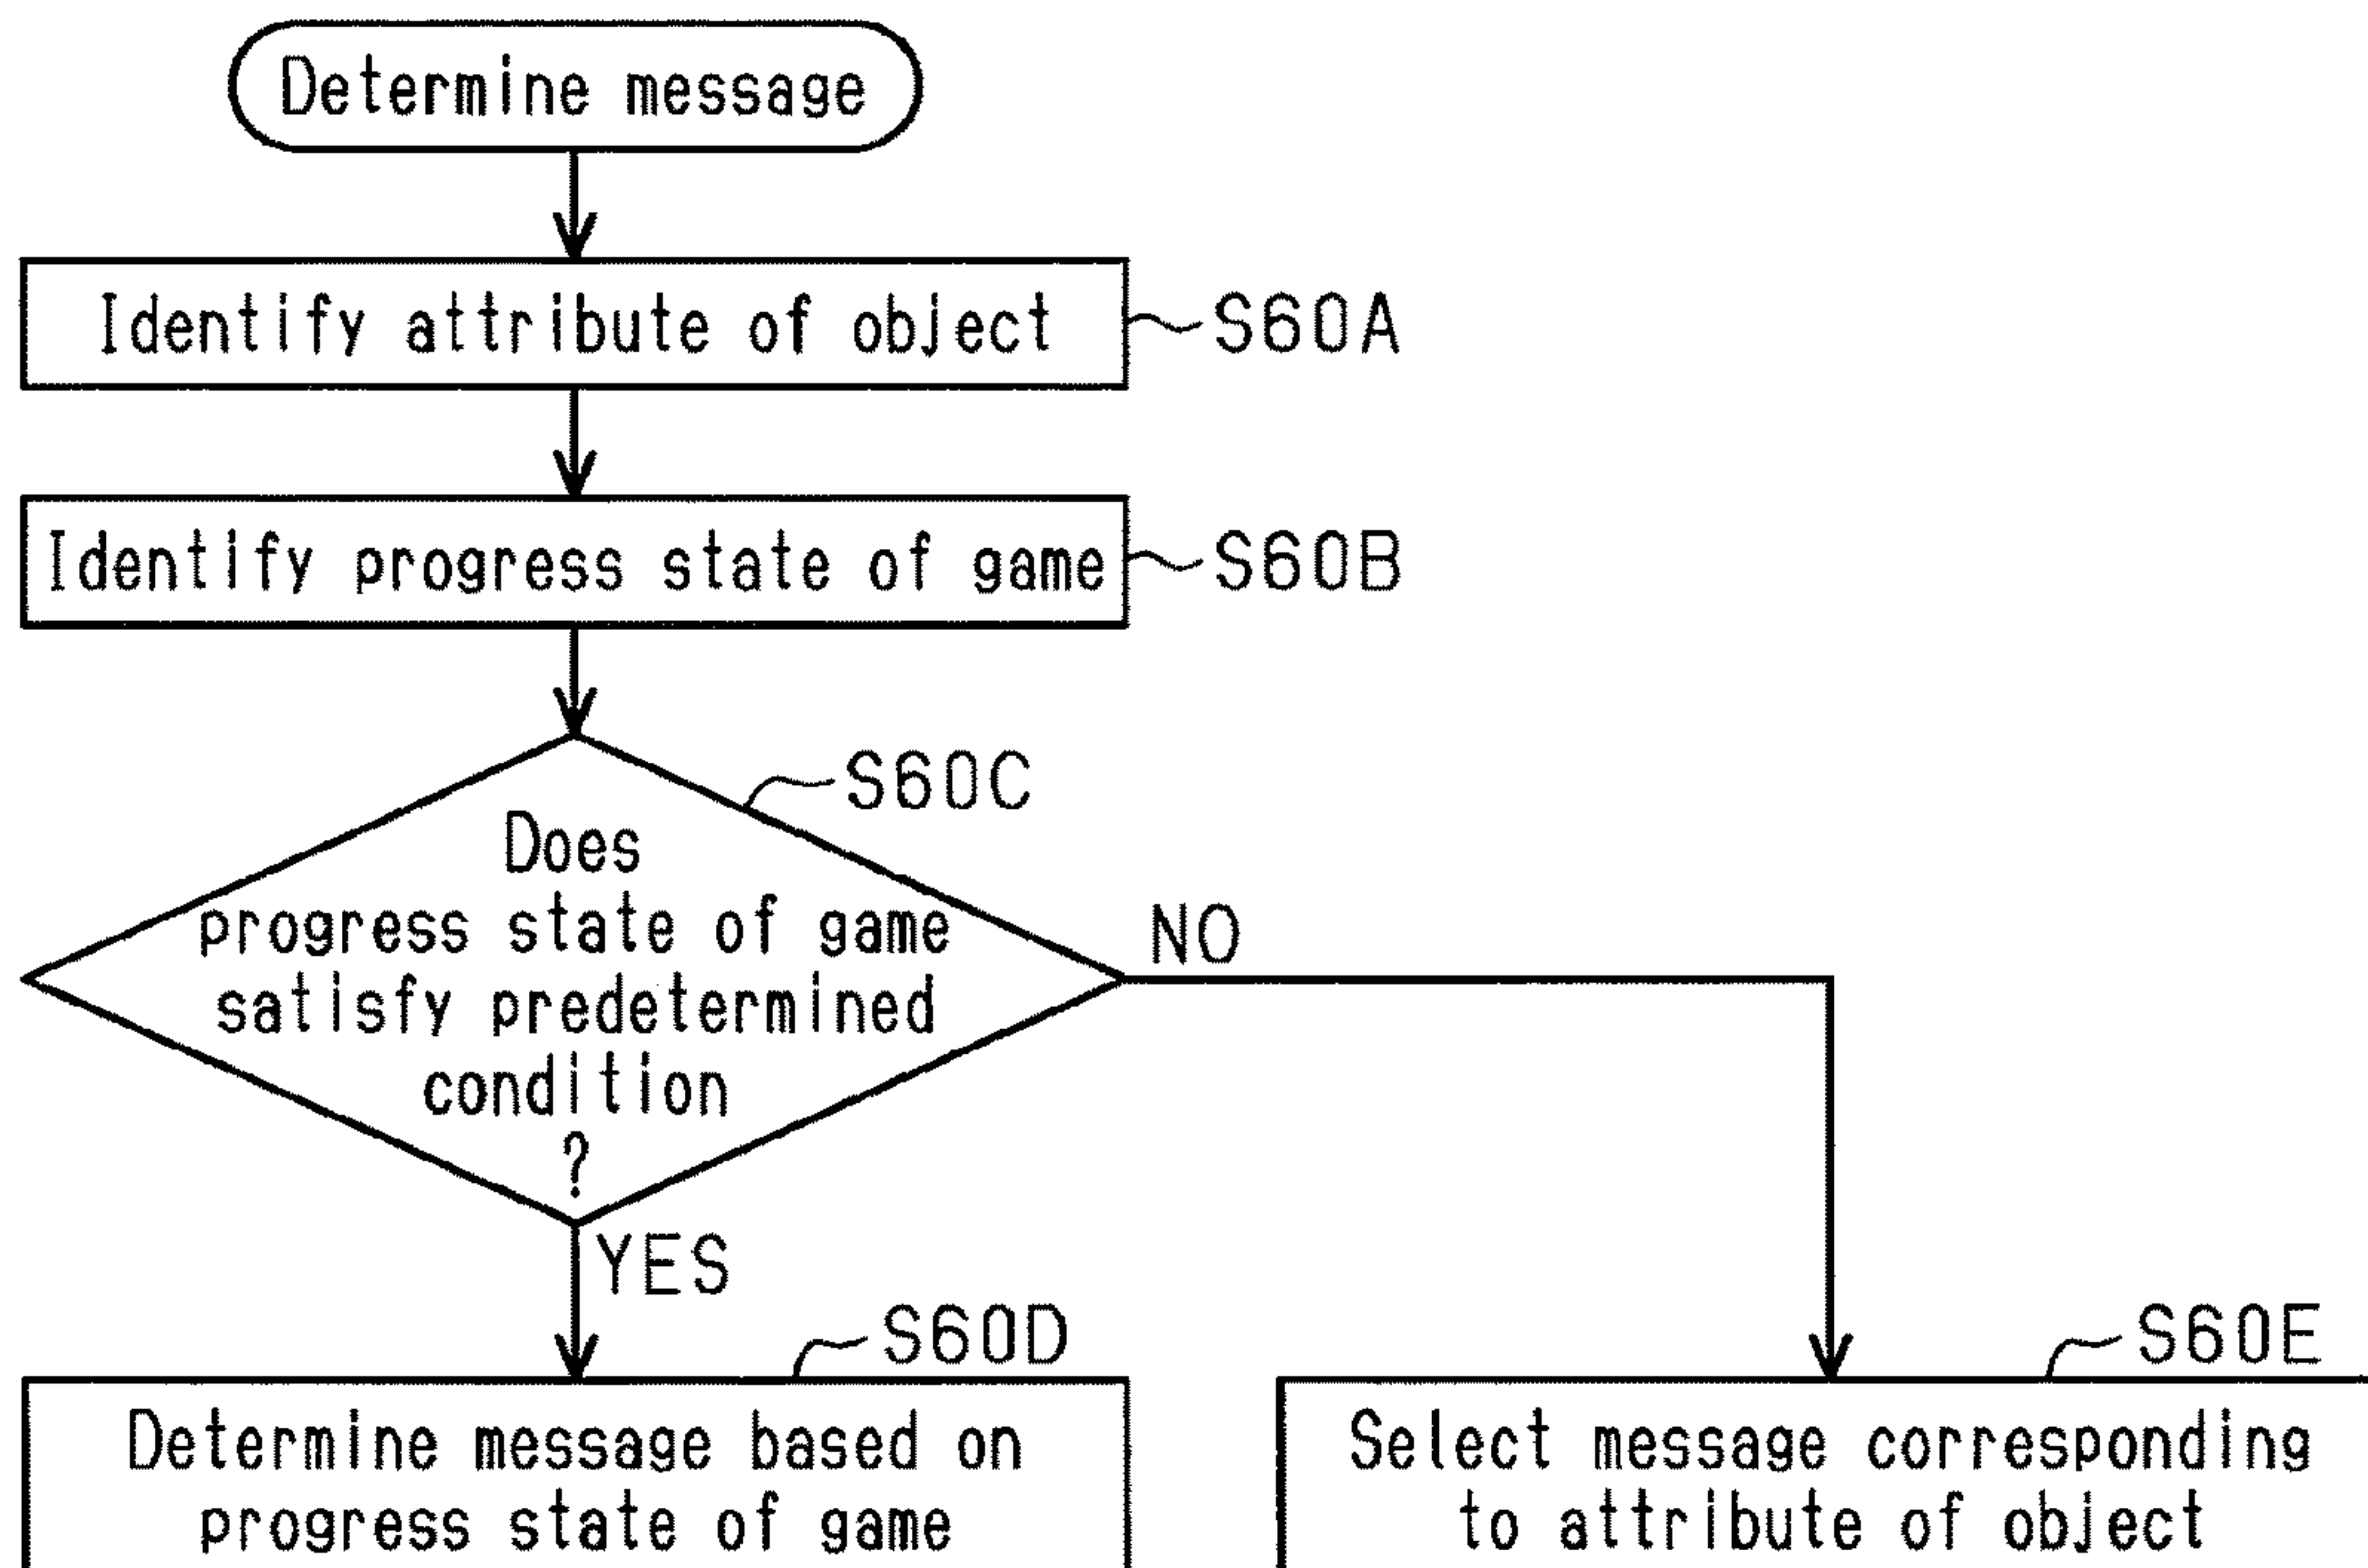 Determine message
Identify attribute of object
S60A
Identify progress state of game
S60B
S60C
Does
progress state of game
satisfy predetermined
condition
?
NO
YES
S60D
S60E
Determine message based on
progress state of game
Select message corresponding
to attribute of object